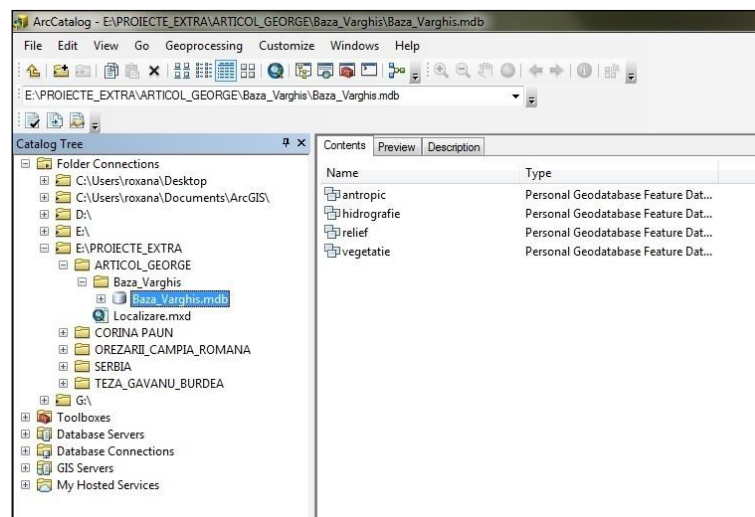 ArcCatalog - E:\PROIECTE_EXTRA\ARTICOL_GEORGE\Baza_Varghis\Baza_Varghis.mdb
File Edit View Go Geoprocessing Customize Windows Help
E:\PROIECTE_EXTRA\ARTICOL_GEORGE\Baza_Varghis\Baza_Varghis.mdb
Catalog Tree
Folder Connections
C:\Users\roxana\Desktop
C:\Users\roxana\Documents\ArcGIS\
D:\
E:\
E:\PROIECTE_EXTRA
ARTICOL_GEORGE
Baza_Varghis
Baza_Varghis.mdb
Localizare.mxd
CORINA PAUN
OREZARII_CAMPIA_ROMANA
SERBIA
TEZA_GAVANU_BURDEA
G:\
Toolboxes
Database Servers
Database Connections
GIS Servers
My Hosted Services
Contents Preview Description
Name Type
antropic Personal Geodatabase Feature Dat...
hidrografie Personal Geodatabase Feature Dat...
relief Personal Geodatabase Feature Dat...
vegetatie Personal Geodatabase Feature Dat...